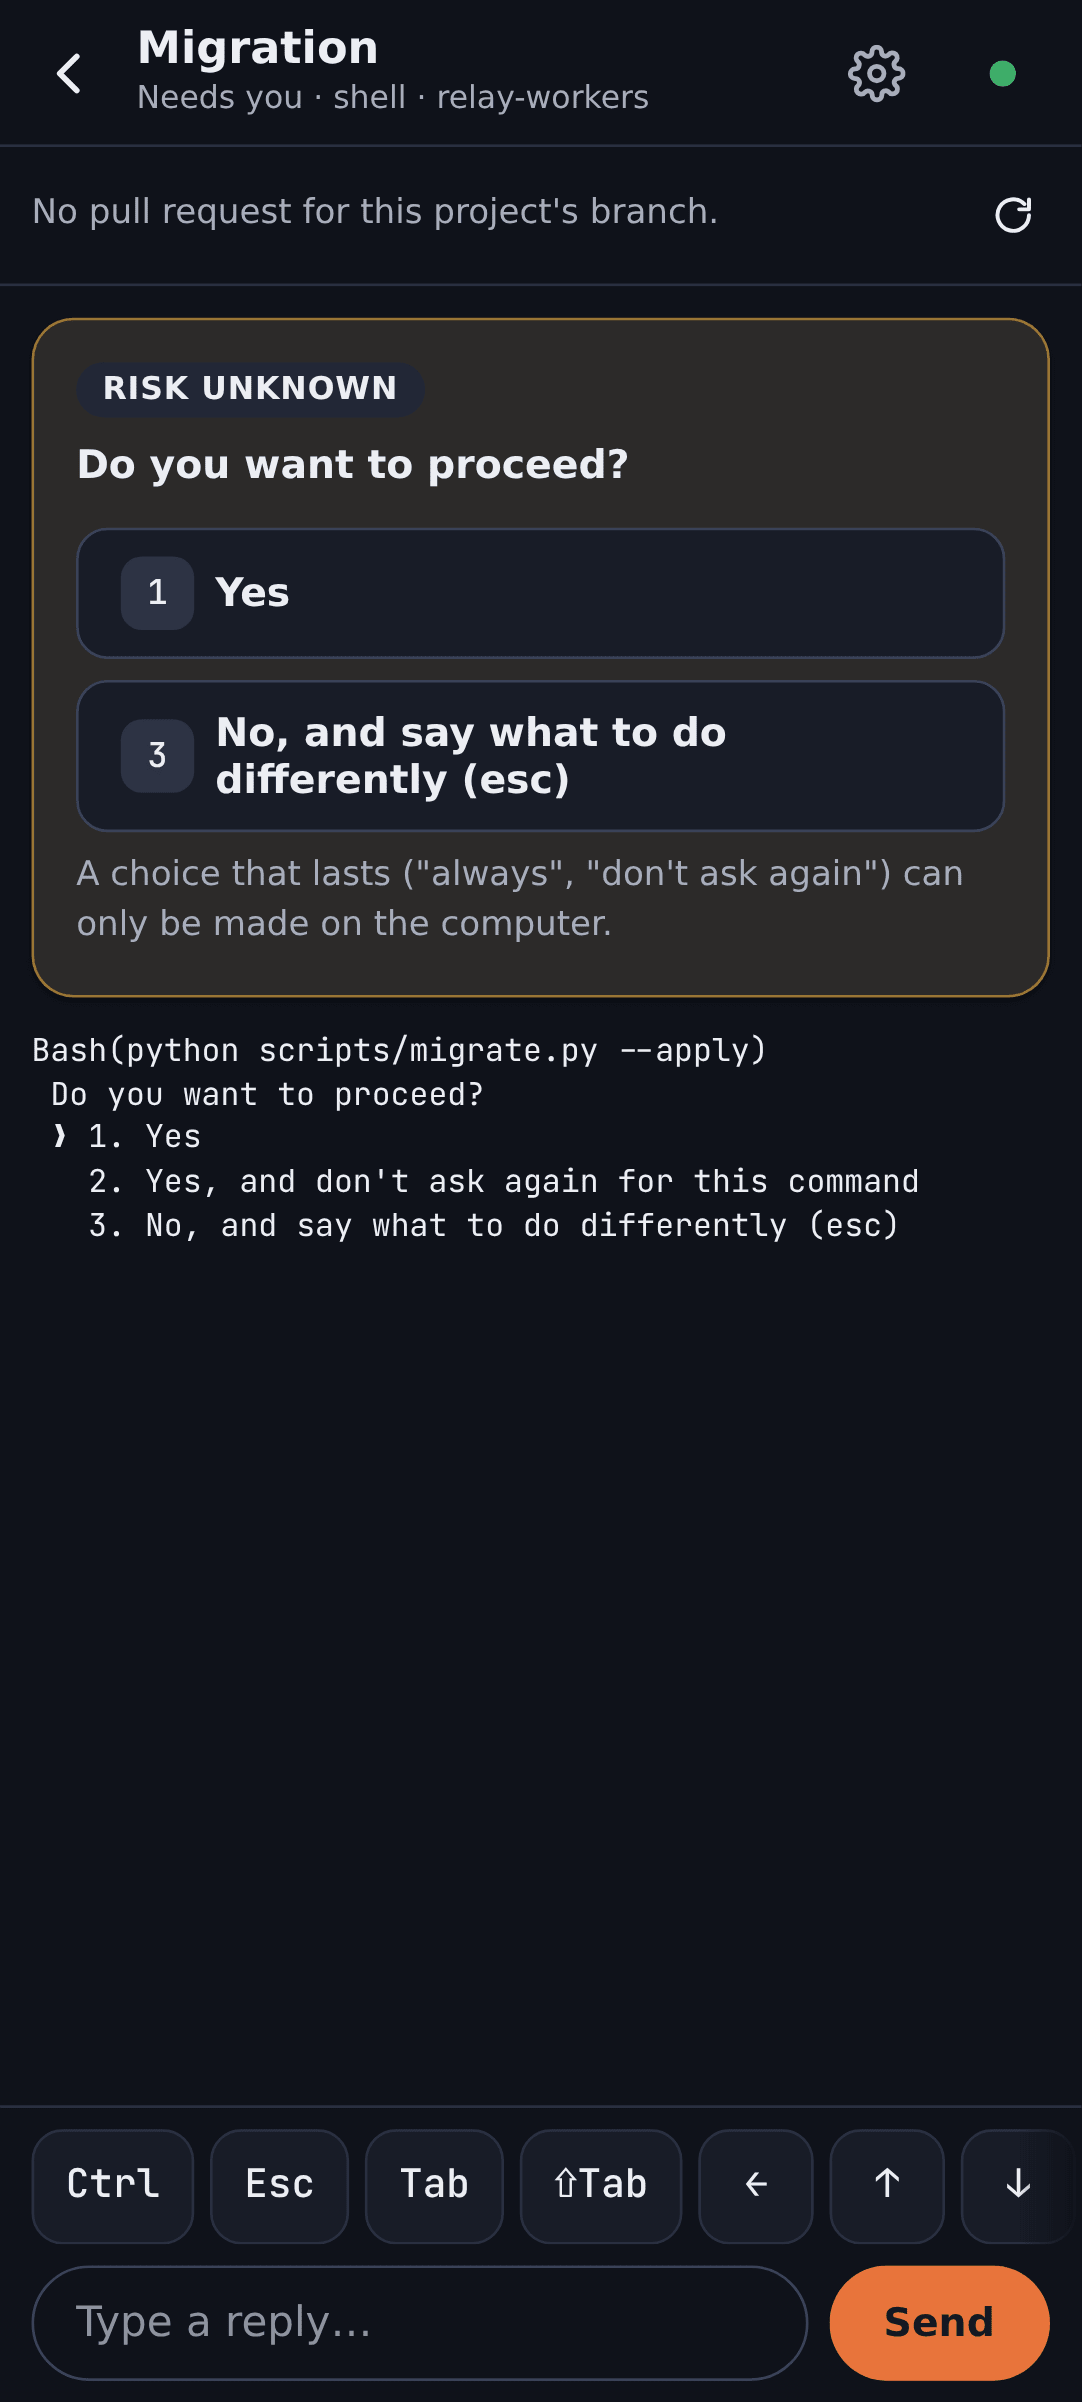 Migration
Needs you · shell · relay-workers
No pull request for this project's branch.
RISK UNKNOWN
Do you want to proceed?
1 Yes
3 No, and say what to do
differently (esc)
A choice that lasts ("always", "don't ask again") can
only be made on the computer.
Bash(python scripts/migrate.py --apply)
Do you want to proceed?
❯ 1. Yes
2. Yes, and don't ask again for this command
3. No, and say what to do differently (esc)
Ctrl Esc Tab ⇧Tab ← ↑ ↓
Type a reply... Send